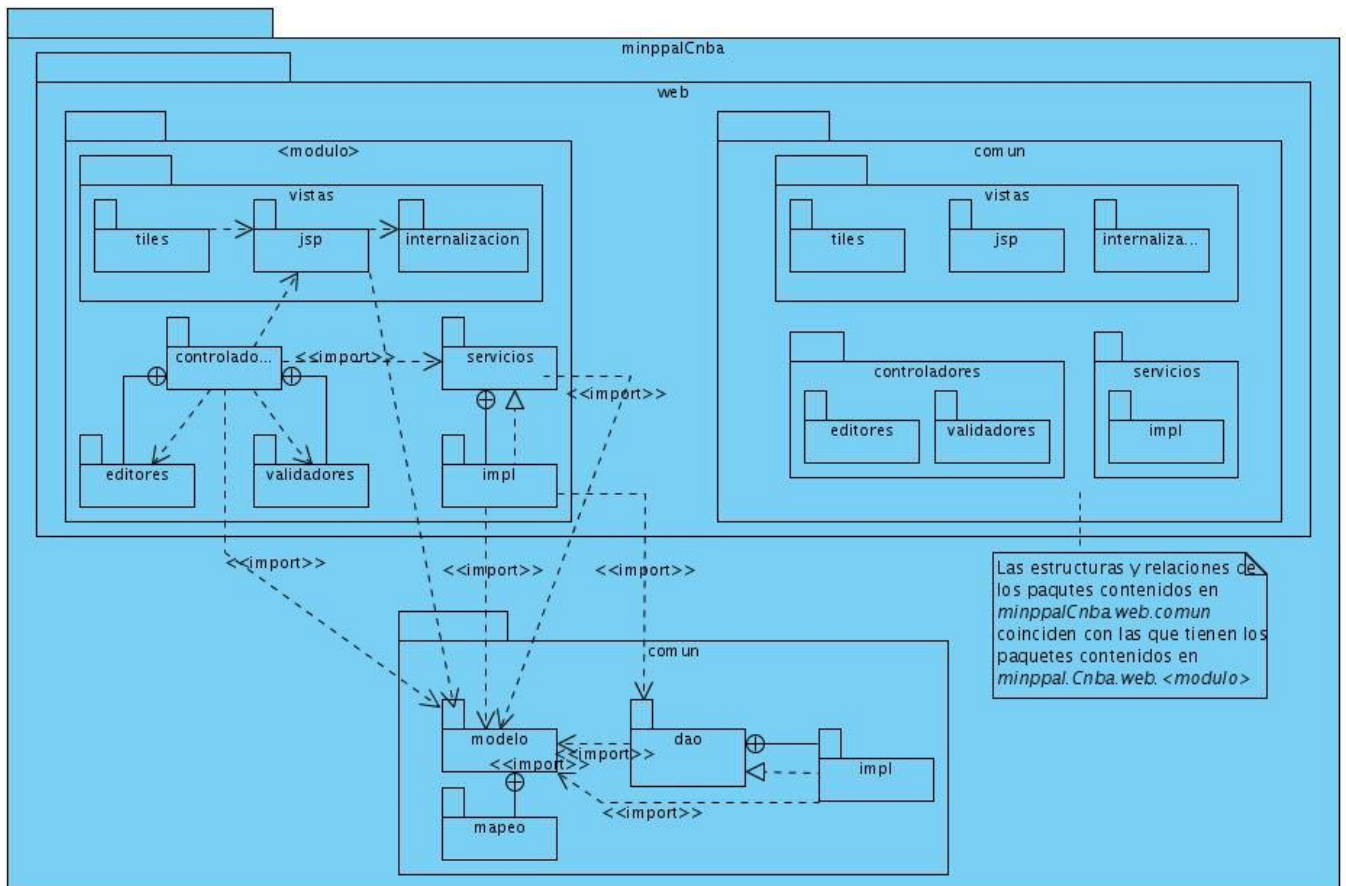 minppalCnba
web
<modulo>
vistas
tiles
jsp
internalizacion
controlado...
<<import>>
servicios
<<import>>
editores
validadores
impl
comun
vistas
tiles
jsp
internaliza...
controladores
editores
validadores
servicios
impl
<<import>>
<<import>>
<<import>>
Las estructuras y relaciones de
los paqutes contenidos en
minppalCnba.web.comun
coinciden con las que tienen los
paquetes contenidos en
minppal.Cnba.web.<modulo>
comun
modelo
<<import>>
dao
<<import>>
impl
<<import>>
mapeo